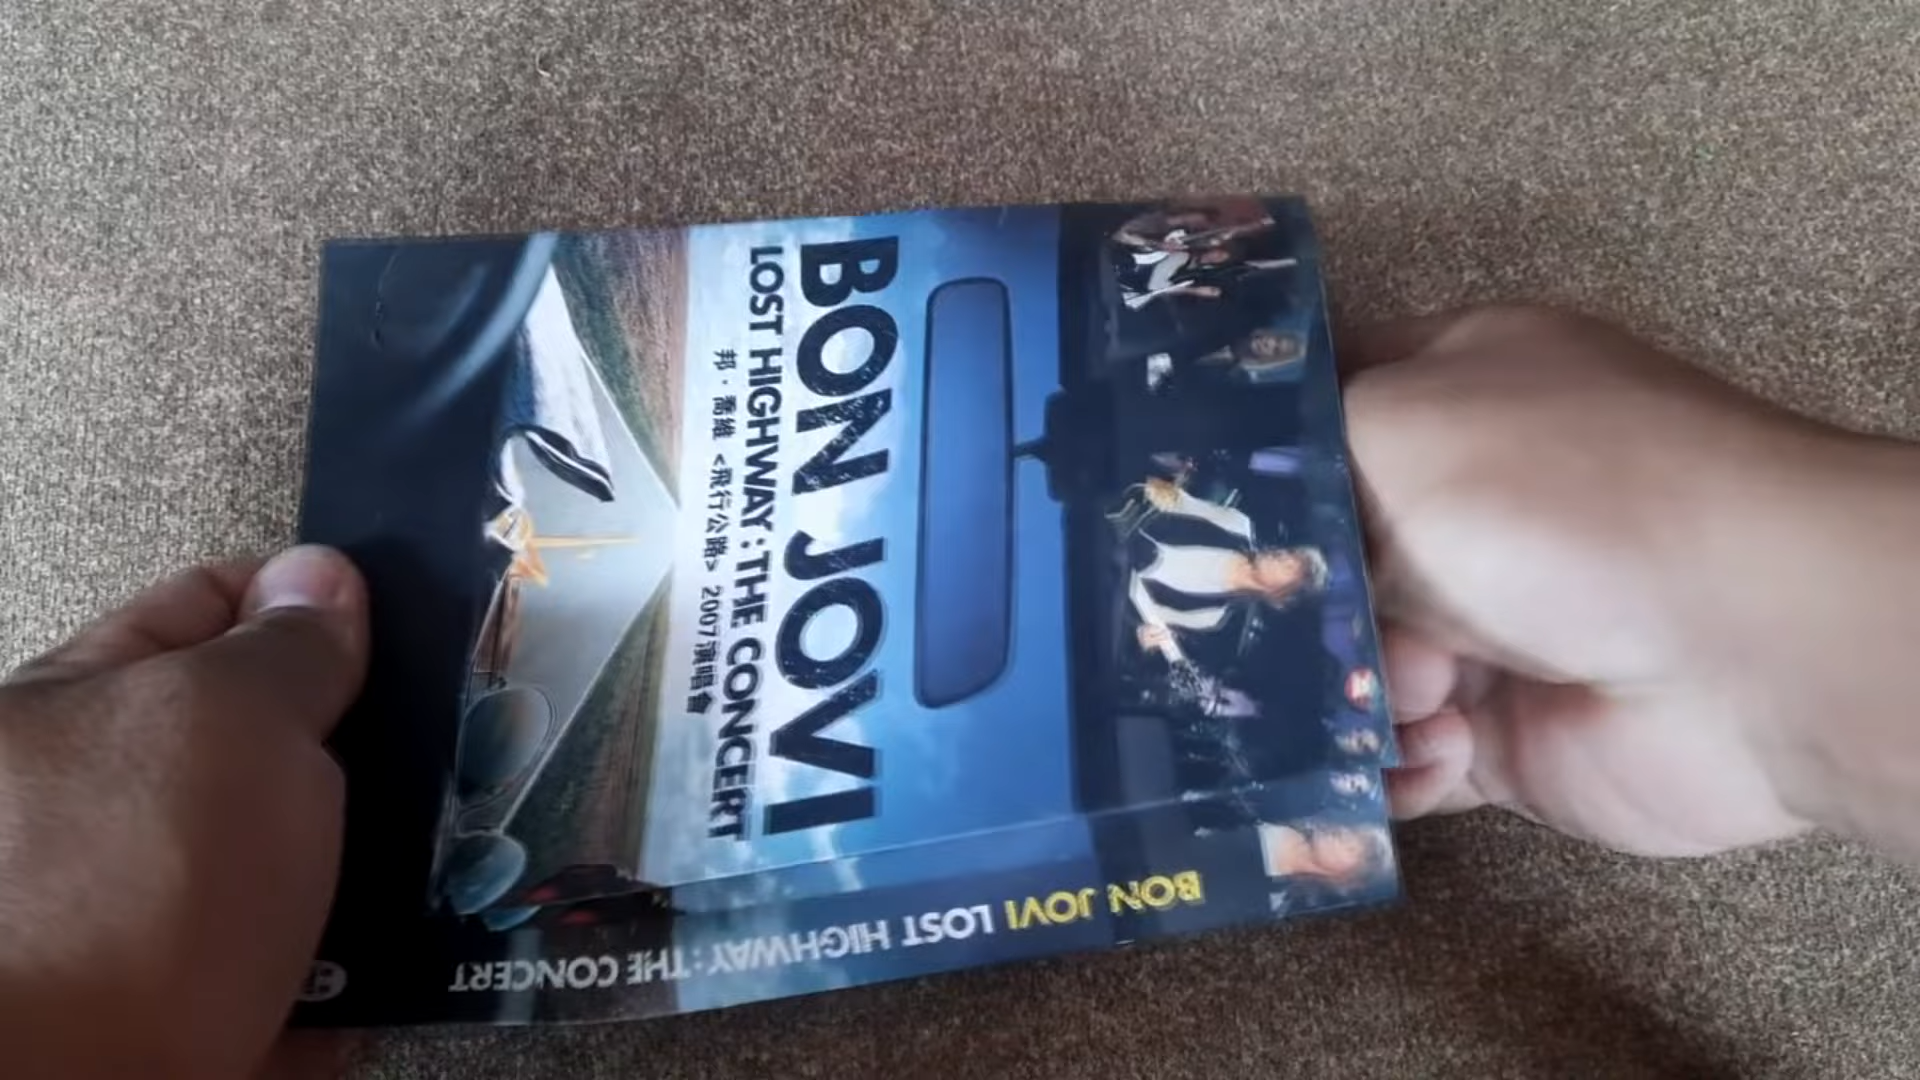 BON JOVI
LOST HIGHWAY: THE CONCERT
邦·喬維 <飛行公路> 2007演唱會
BON JOVI LOST HIGHWAY: THE CONCERT